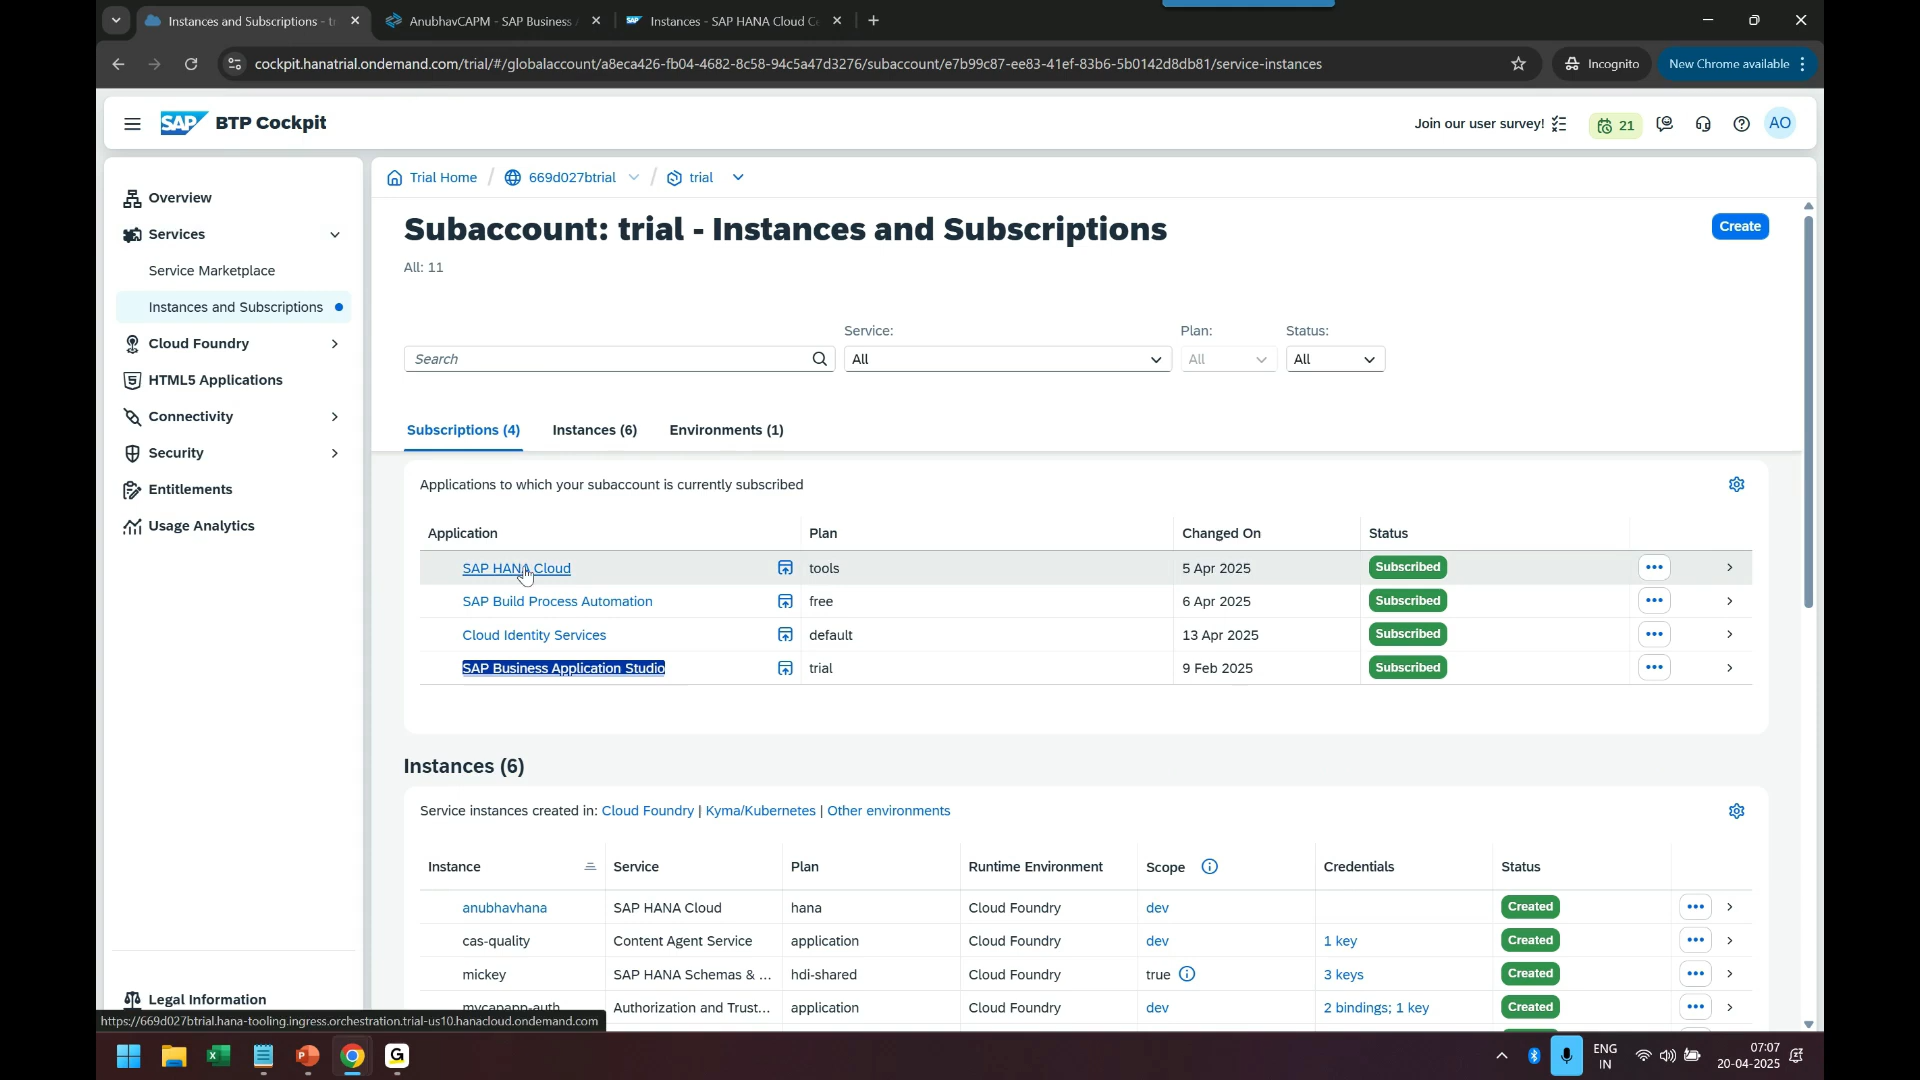 Instances and Subscriptions - t
AnubhavCAPM - SAP Business
Instances - SAP HANA Cloud C
cockpit.hanatrial.ondemand.com/trial/#/globalaccount/a8eca426-fb04-4682-8c58-94c5a47d3276/subaccount/e7b99c87-ee83-41ef-83b6-5b0142d8db81/service-instances
Incognito
New Chrome available
SAP BTP Cockpit
Join our user survey!
21
AO
Overview
Services
Service Marketplace
Instances and Subscriptions
Cloud Foundry
HTML5 Applications
Connectivity
Security
Entitlements
Usage Analytics
Legal Information
Trial Home / 669d027btrial / trial
Subaccount: trial - Instances and Subscriptions
Create
All: 11
Service: Plan: Status:
Search All All All
Subscriptions (4) Instances (6) Environments (1)
Applications to which your subaccount is currently subscribed
Application Plan Changed On Status
SAP HANA Cloud tools 5 Apr 2025 Subscribed
SAP Build Process Automation free 6 Apr 2025 Subscribed
Cloud Identity Services default 13 Apr 2025 Subscribed
SAP Business Application Studio trial 9 Feb 2025 Subscribed
Instances (6)
Service instances created in: Cloud Foundry | Kyma/Kubernetes | Other environments
Instance Service Plan Runtime Environment Scope Credentials Status
anubhavhana SAP HANA Cloud hana Cloud Foundry dev Created
cas-quality Content Agent Service application Cloud Foundry dev 1 key Created
mickey SAP HANA Schemas & ... hdi-shared Cloud Foundry true 3 keys Created
mycapapp-auth Authorization and Trust... application Cloud Foundry dev 2 bindings; 1 key Created
https://669d027btrial.hana-tooling.ingress.orchestration.trial-us10.hanacloud.ondemand.com
ENG
IN
07:07
20-04-2025